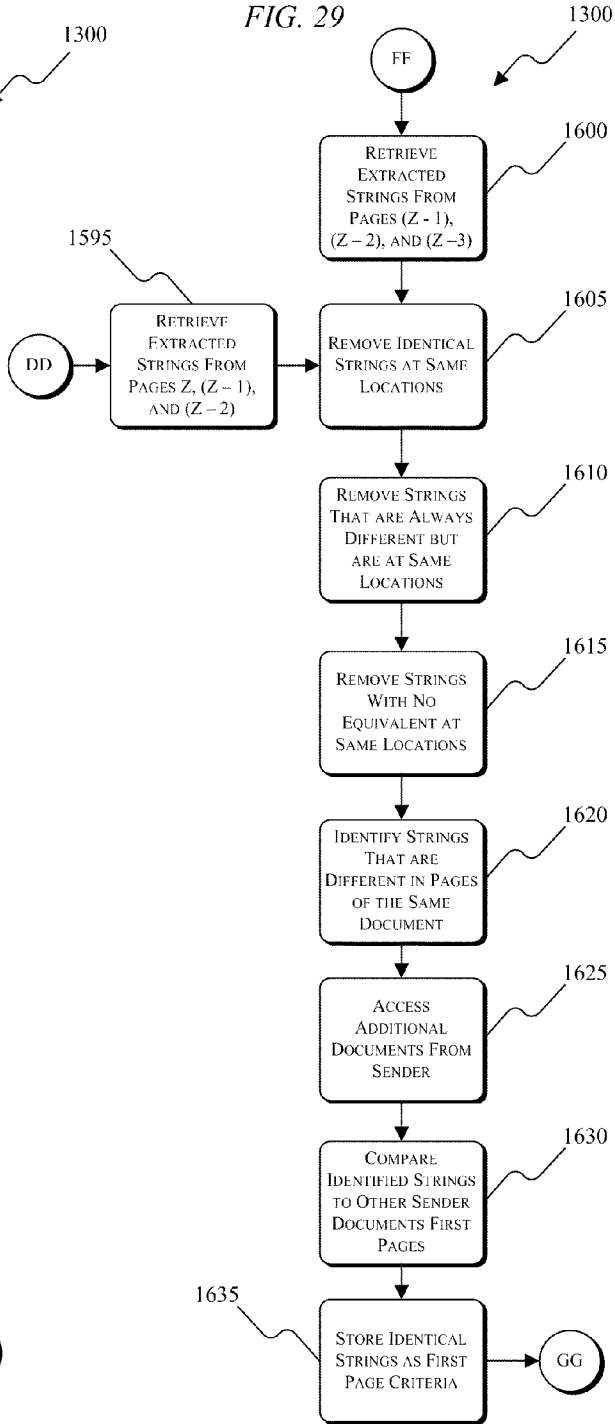 FIG. 29
1300
1300
FF
RETRIEVE
EXTRACTED
STRINGS FROM
PAGES (Z - 1),
(Z – 2), AND (Z –3)
1600
1595
DD
RETRIEVE
EXTRACTED
STRINGS FROM
PAGES Z, (Z – 1),
AND (Z – 2)
REMOVE IDENTICAL
STRINGS AT SAME
LOCATIONS
1605
REMOVE STRINGS
THAT ARE ALWAYS
DIFFERENT BUT
ARE AT SAME
LOCATIONS
1610
REMOVE STRINGS
WITH NO
EQUIVALENT AT
SAME LOCATIONS
1615
IDENTIFY STRINGS
THAT ARE
DIFFERENT IN PAGES
OF THE SAME
DOCUMENT
1620
ACCESS
ADDITIONAL
DOCUMENTS FROM
SENDER
1625
COMPARE
IDENTIFIED STRINGS
TO OTHER SENDER
DOCUMENTS FIRST
PAGES
1630
1635
STORE IDENTICAL
STRINGS AS FIRST
PAGE CRITERIA
GG